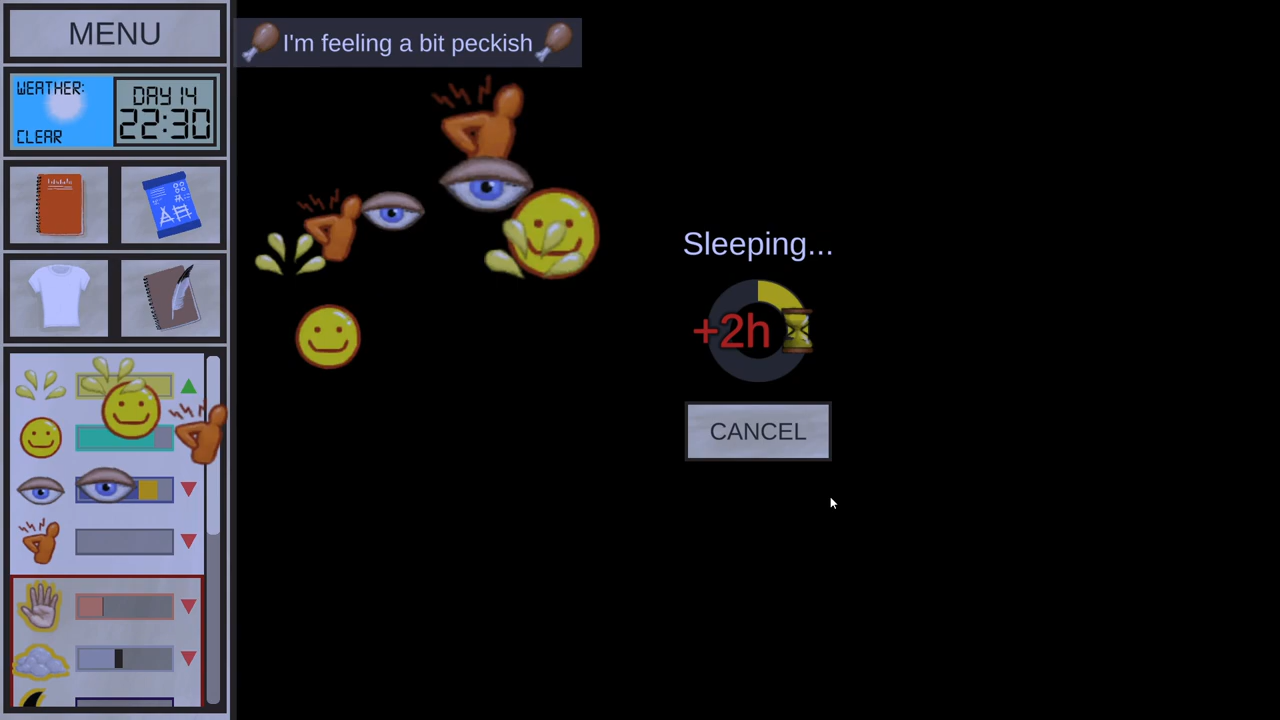 MENU
I'm feeling a bit peckish
WEATHER:
CLEAR
DAY 14
22:30
Sleeping...
+2h
CANCEL